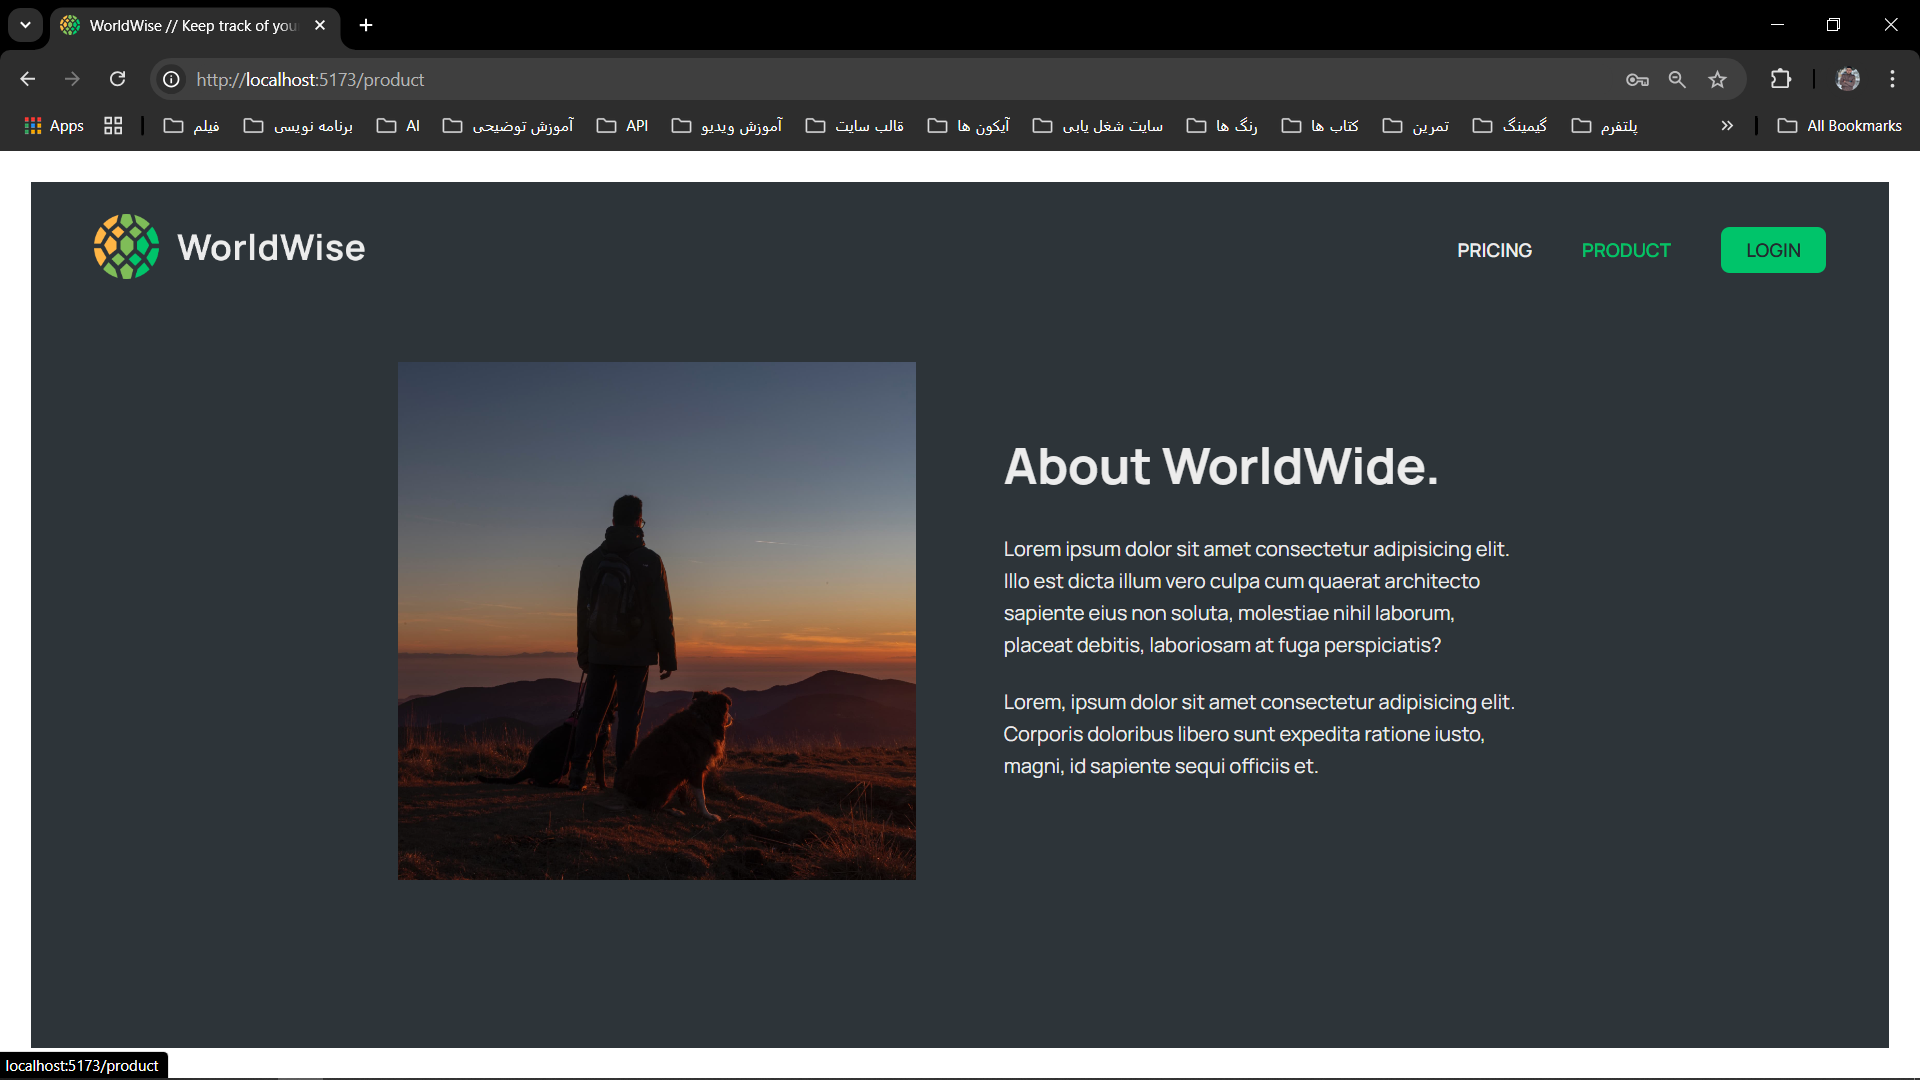 WorldWise // Keep track of you
http://localhost:5173/product
Apps
فیلم
برنامه نویسی
AI
آموزش توضیحی
API
آموزش ویدیو
قالب سایت
آیکون ها
سایت شغل یابی
رنگ ها
کتاب ها
تمرین
گیمینگ
پلتفرم
All Bookmarks
WorldWise
PRICING
PRODUCT
LOGIN
About WorldWide.
Lorem ipsum dolor sit amet consectetur adipisicing elit.
Illo est dicta illum vero culpa cum quaerat architecto
sapiente eius non soluta, molestiae nihil laborum,
placeat debitis, laboriosam at fuga perspiciatis?
Lorem, ipsum dolor sit amet consectetur adipisicing elit.
Corporis doloribus libero sunt expedita ratione iusto,
magni, id sapiente sequi officiis et.
localhost:5173/product